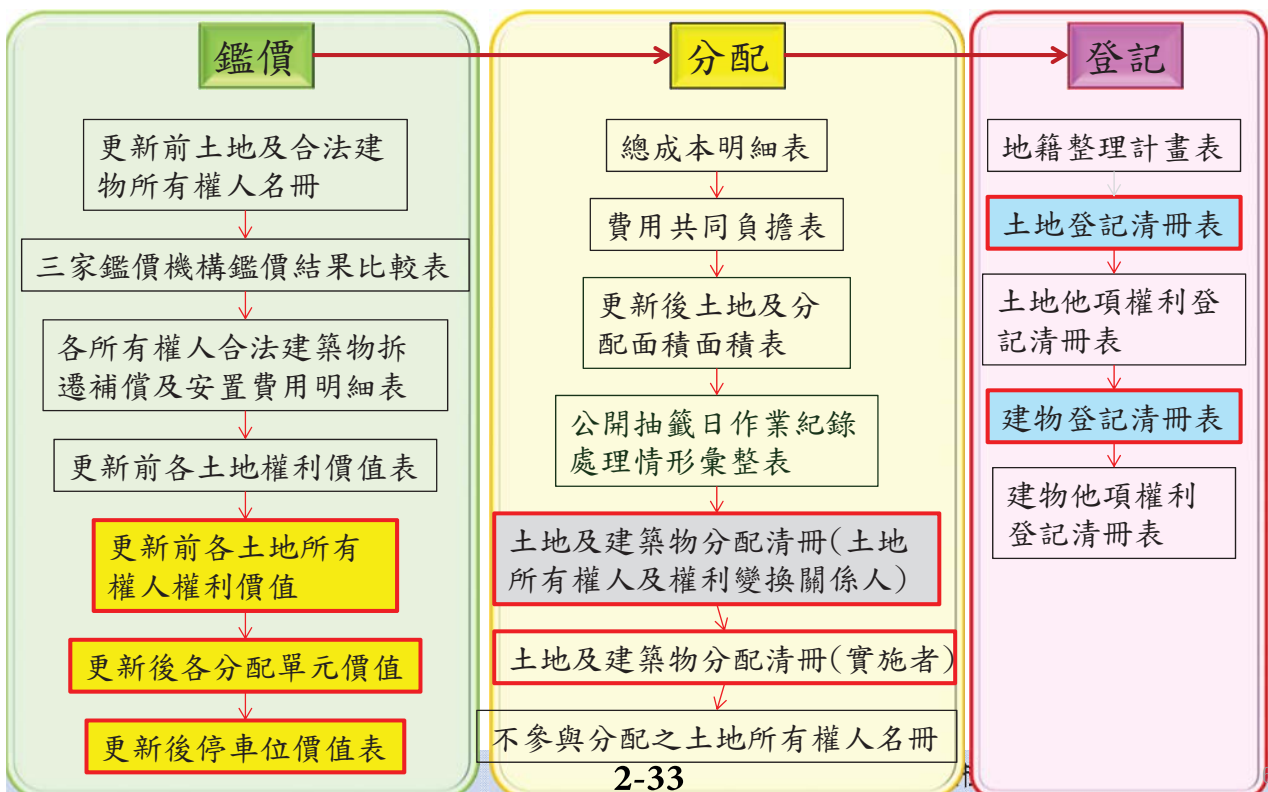 鑑價
更新前土地及合法建
物所有權人名冊
三家鑑價機構鑑價結果比較表
各所有權人合法建築物拆
遷補償及安置費用明細表
更新前各土地權利價值表
更新前各土地所有
權人權利價值
更新後各分配單元價值
更新後停車位價值表
分配
總成本明細表
費用共同負擔表
更新後土地及分
配面積面積表
公開抽籤日作業紀錄
處理情形彙整表
土地及建築物分配清冊(土地
所有權人及權利變換關係人)
土地及建築物分配清冊(實施者)
不參與分配之土地所有權人名冊
登記
地籍整理計畫表
土地登記清冊表
土地他項權利登
記清冊表
建物登記清冊表
建物他項權利
登記清冊表
2-33